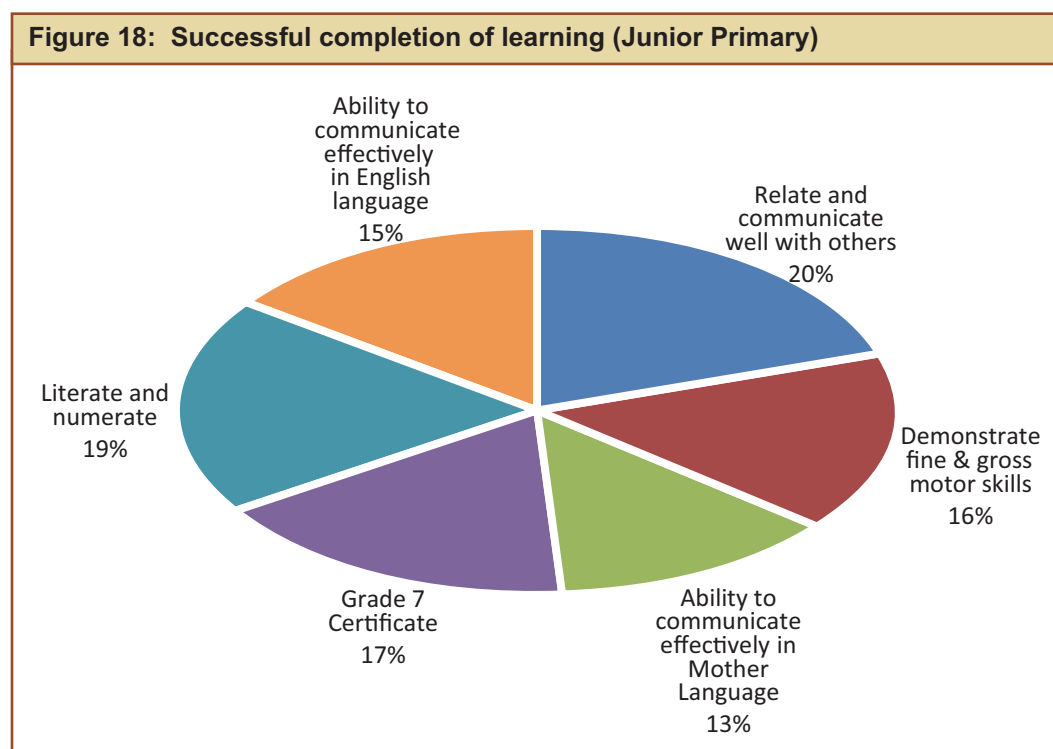 Figure 18: Successful completion of learning (Junior Primary)
Ability to
communicate
effectively
in English
language
15%
Relate and
communicate
well with others
20%
Demonstrate
fine & gross
motor skills
16%
Ability to
communicate
effectively in
Mother
Language
13%
Grade 7
Certificate
17%
Literate and
numerate
19%